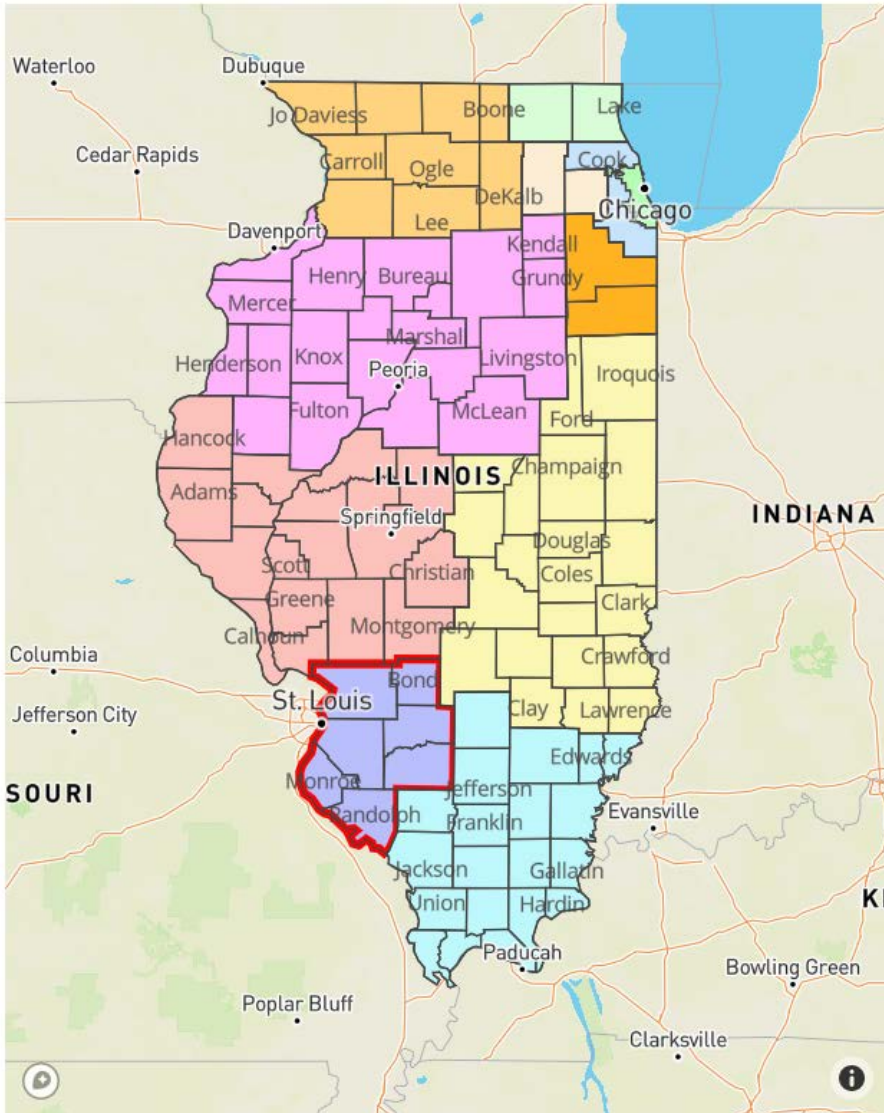 Waterloo
Dubuque
Jo Daviess
Boone
Lake
Cedar Rapids
Carroll
Ogle
Cook
DeKalb
Chicago
Lee
Davenport
Kendall
Henry
Bureau
Grundy
Mercer
Marshall
Henderson
Knox
Livingston
Peoria
Iroquois
Fulton
McLean
Ford
Hancock
ILLINOIS
Champaign
Adams
Springfield
INDIANA
Douglas
Scott
Christian
Coles
Greene
Clark
Calhoun
Montgomery
Columbia
Crawford
Bond
St. Louis
Clay
Lawrence
Jefferson City
Edwards
Monroe
Jefferson
SOURI
Randolph
Franklin
Evansville
Jackson
Gallatin
Union
Hardin
KE
Paducah
Bowling Green
Poplar Bluff
Clarksville
i